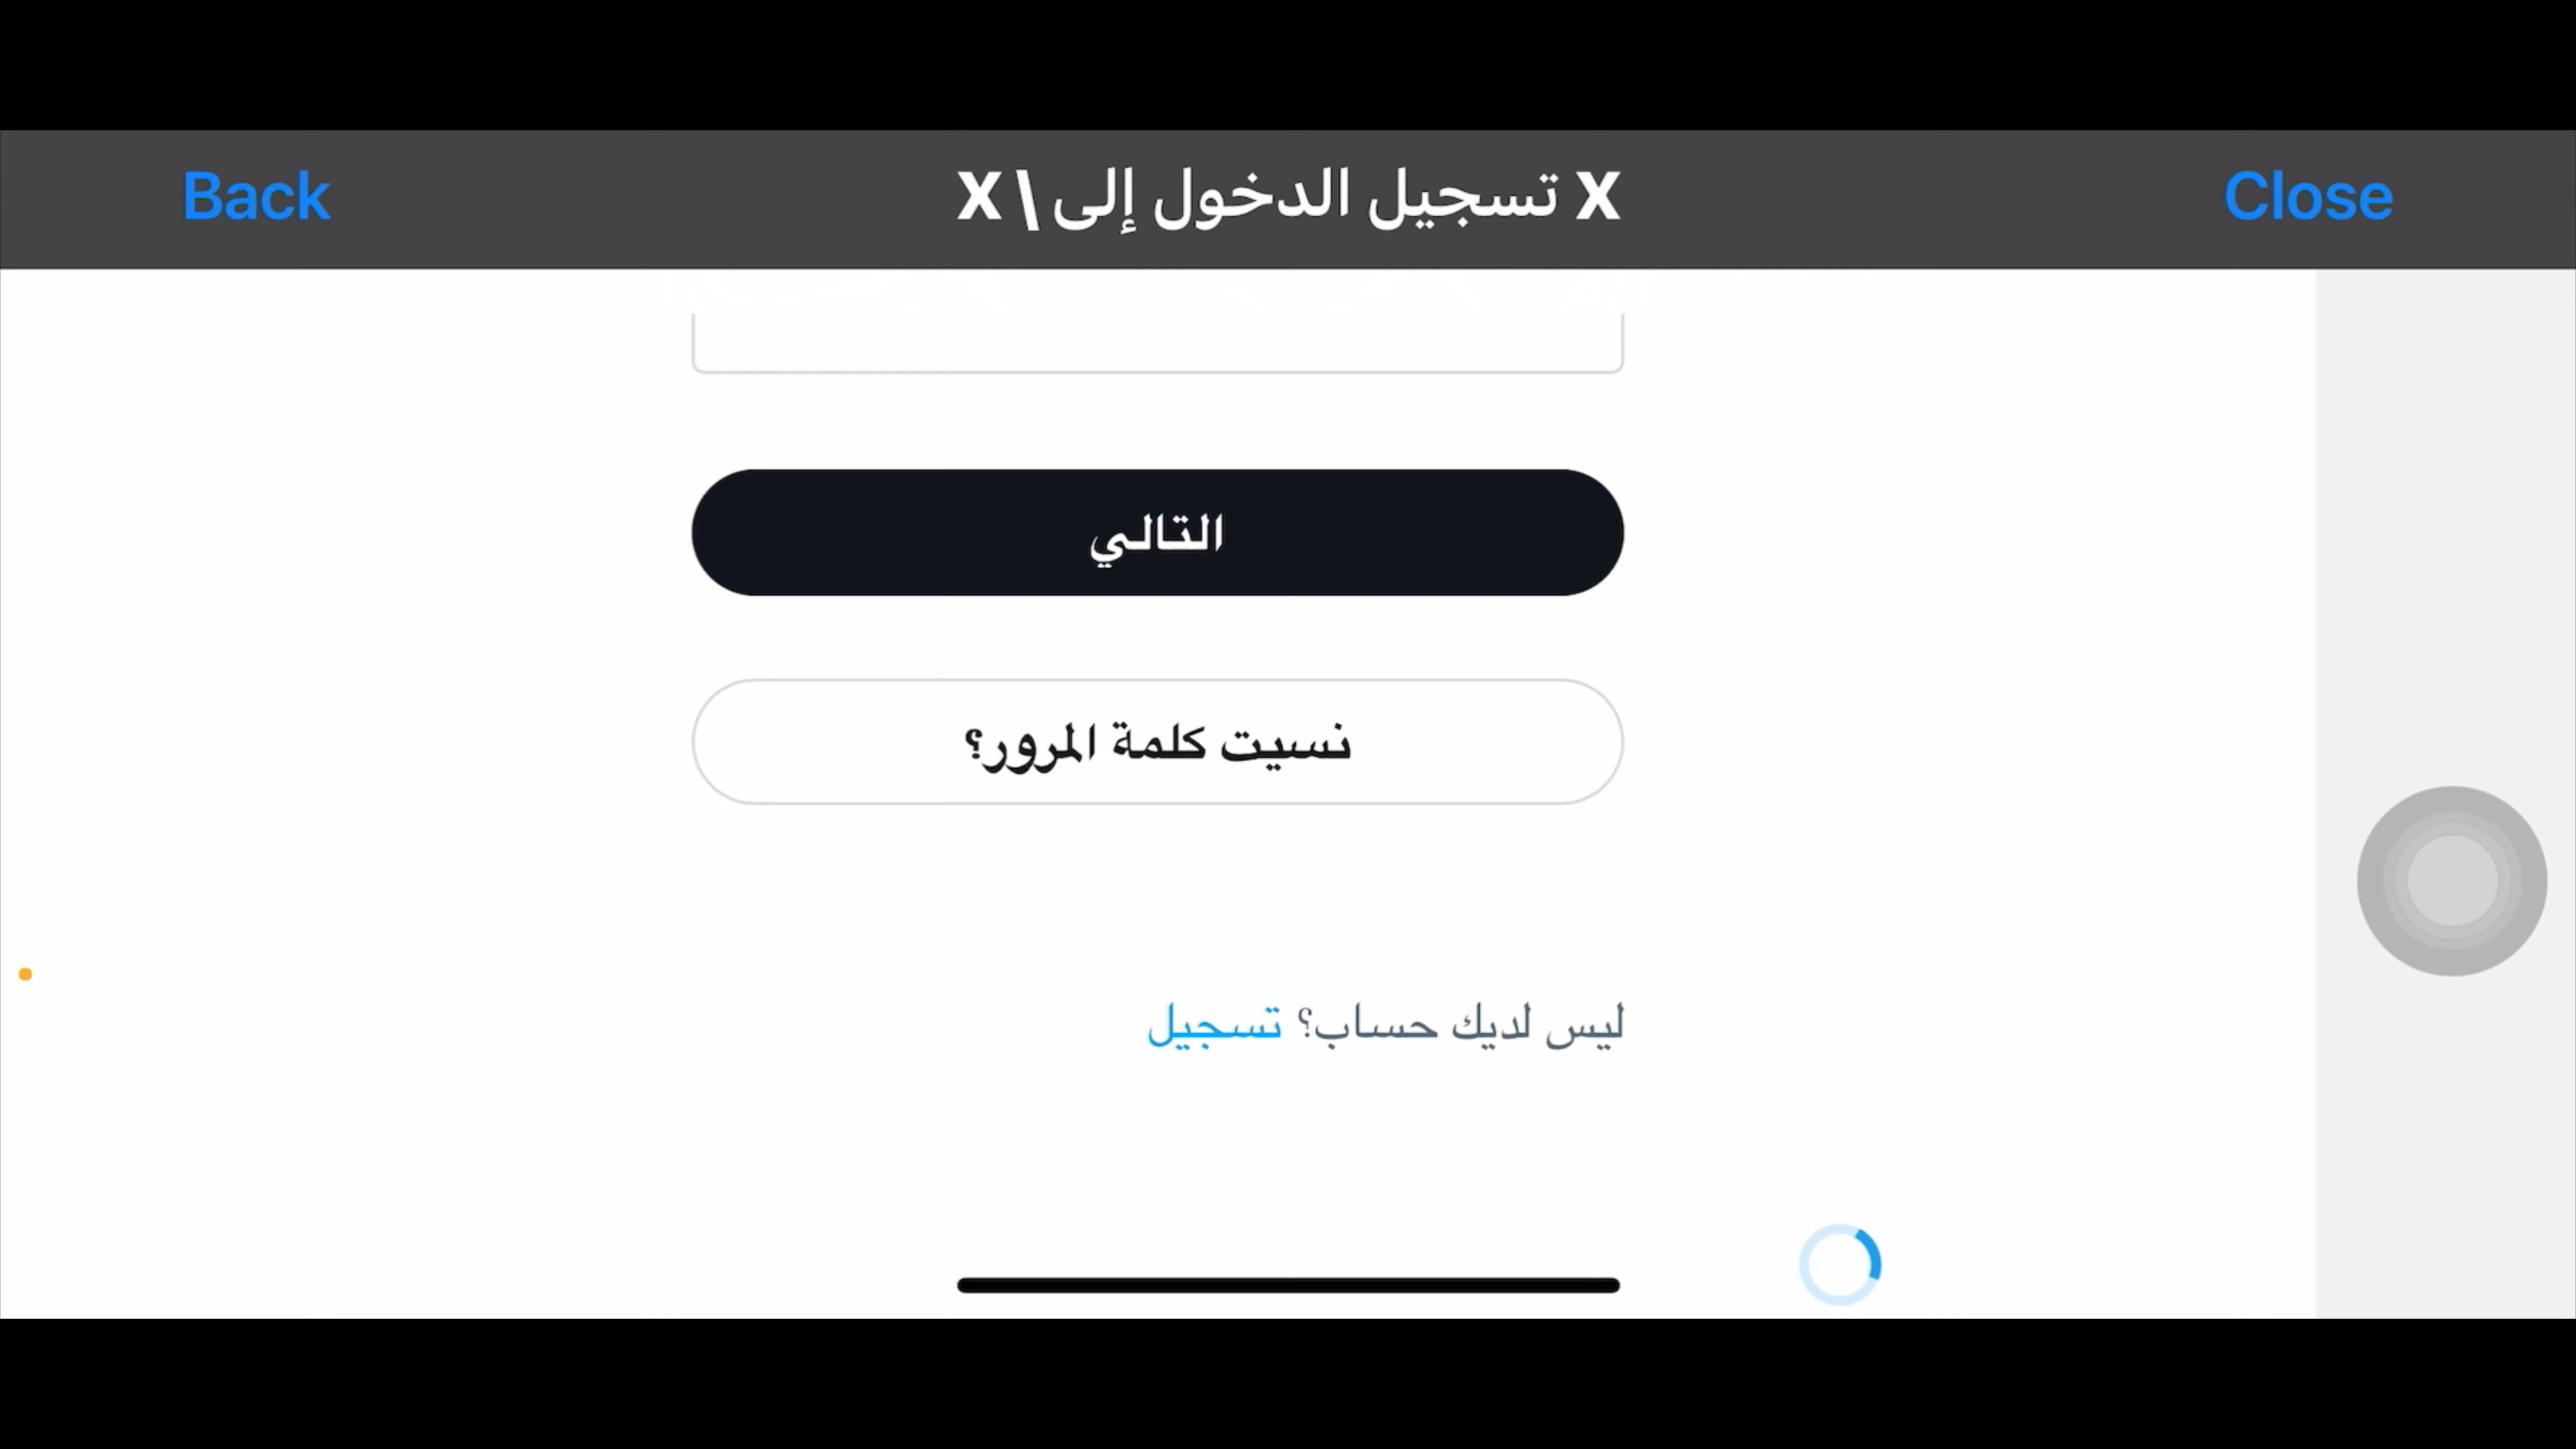 Back
تسجيل الدخول إلى X \ X
Close
التالي
نسيت كلمة المرور؟
ليس لديك حساب؟ تسجيل